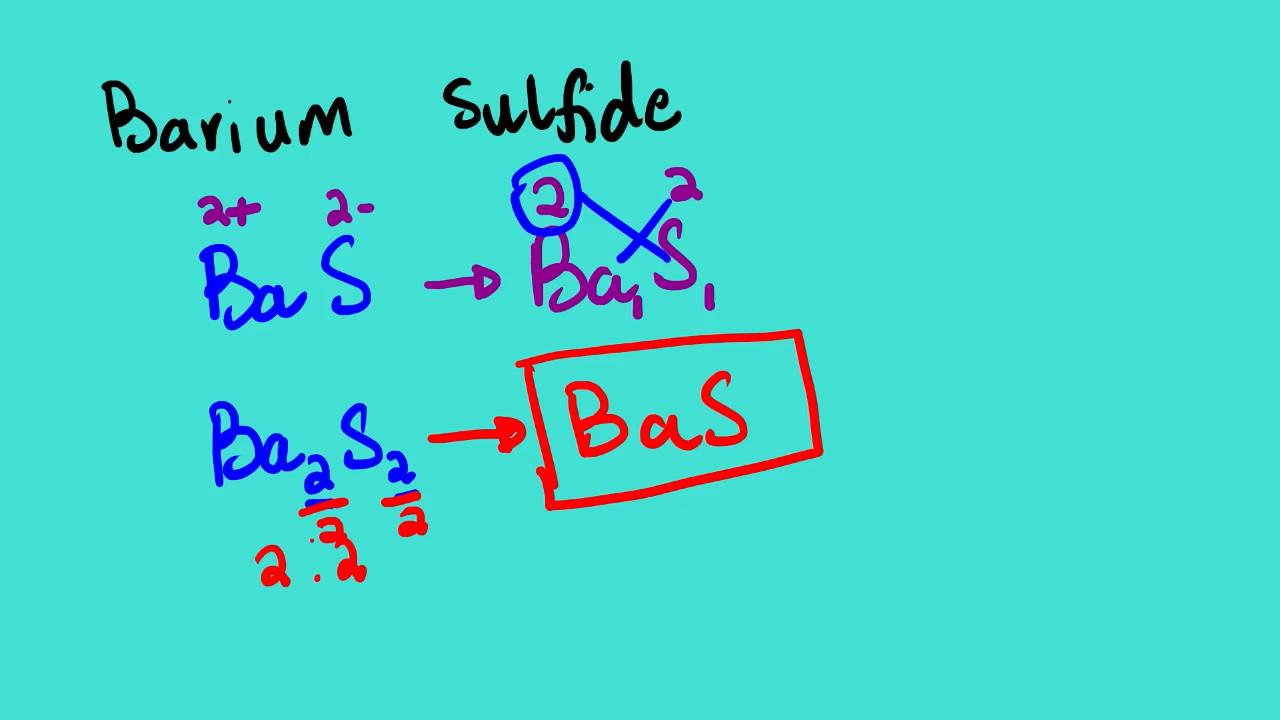 Barium Sulfide
2+ 2- 2 2
Ba S → Ba1 S1
Ba2 S2 → BaS
2 2
2 : 2